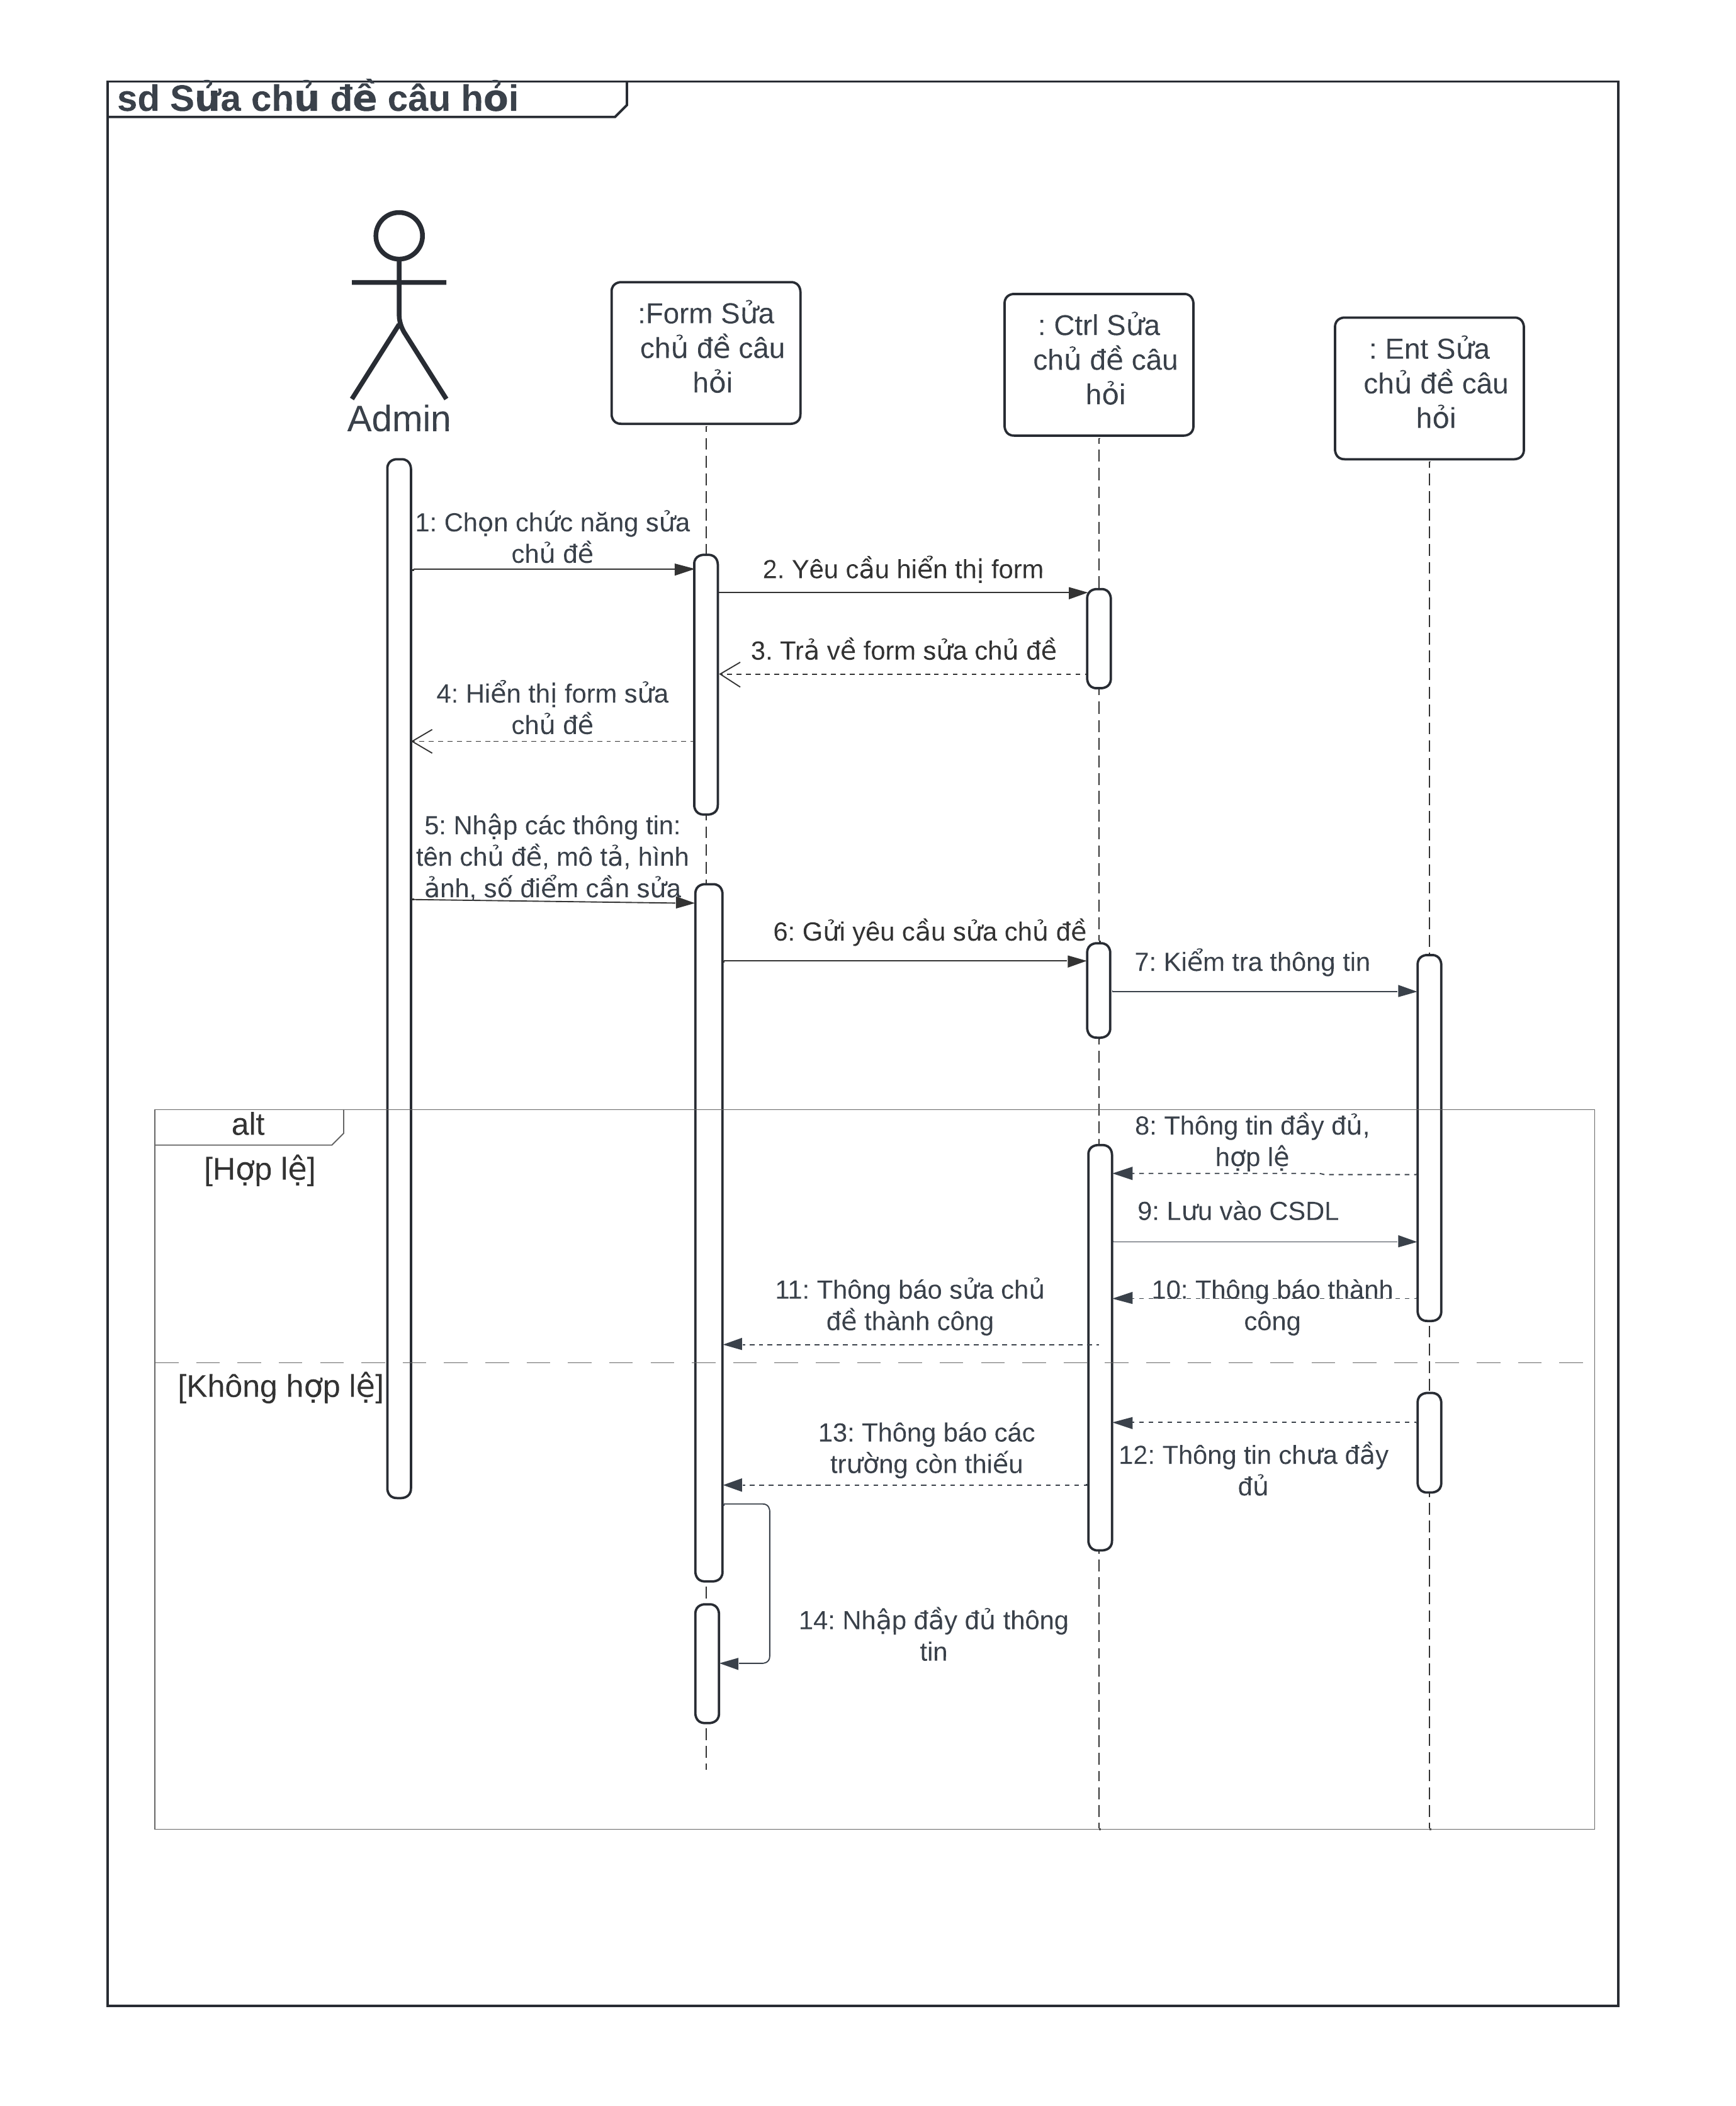 sd Sửa chủ đề câu hỏi
Admin
:Form Sửa
chủ đề câu
hỏi
: Ctrl Sửa
chủ đề câu
hỏi
: Ent Sửa
chủ đề câu
hỏi
1: Chọn chức năng sửa
chủ đề
2. Yêu cầu hiển thị form
3. Trả về form sửa chủ đề
4: Hiển thị form sửa
chủ đề
5: Nhập các thông tin:
tên chủ đề, mô tả, hình
ảnh, số điểm cần sửa
6: Gửi yêu cầu sửa chủ đề
7: Kiểm tra thông tin
alt
[Hợp lệ]
8: Thông tin đầy đủ,
hợp lệ
9: Lưu vào CSDL
10: Thông báo thành
công
11: Thông báo sửa chủ
đề thành công
[Không hợp lệ]
12: Thông tin chưa đầy
đủ
13: Thông báo các
trường còn thiếu
14: Nhập đầy đủ thông
tin